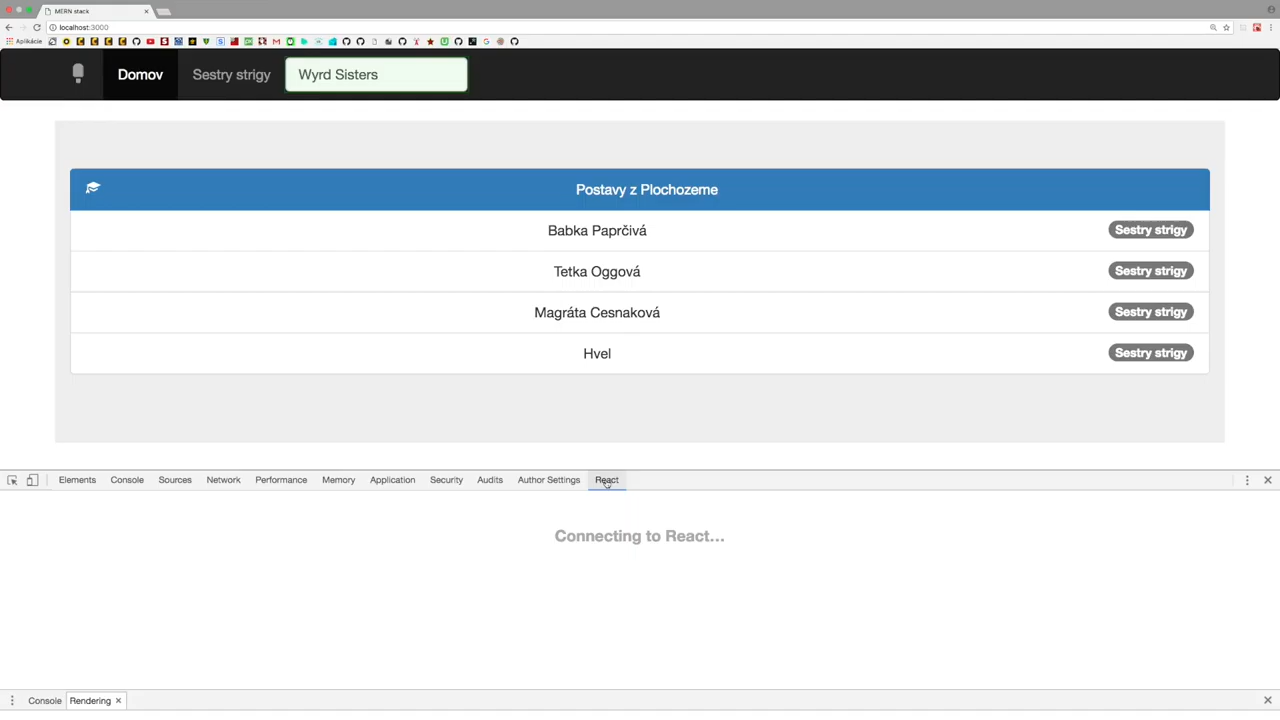 MERN stack
localhost:3000
Aplikácie
Domov Sestry strigy Wyrd Sisters
Postavy z Plochozeme
Babka Paprčivá Sestry strigy
Tetka Oggová Sestry strigy
Magráta Cesnaková Sestry strigy
Hvel Sestry strigy
Elements Console Sources Network Performance Memory Application Security Audits Author Settings React
Connecting to React...
Console Rendering